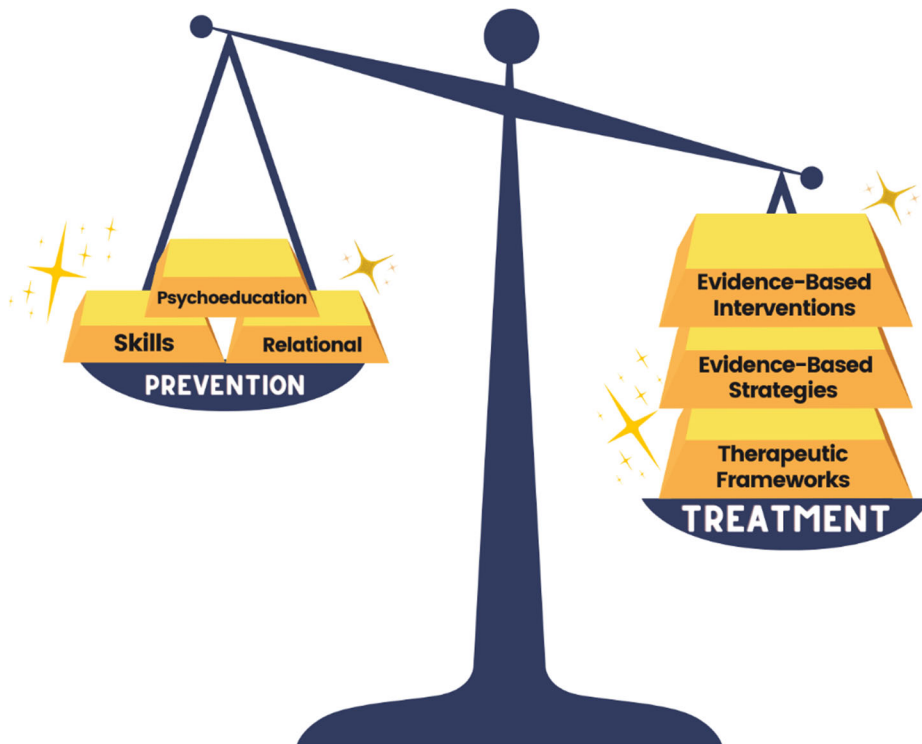 Psychoeducation
Skills
Relational
PREVENTION
Evidence-Based
Interventions
Evidence-Based
Strategies
Therapeutic
Frameworks
TREATMENT